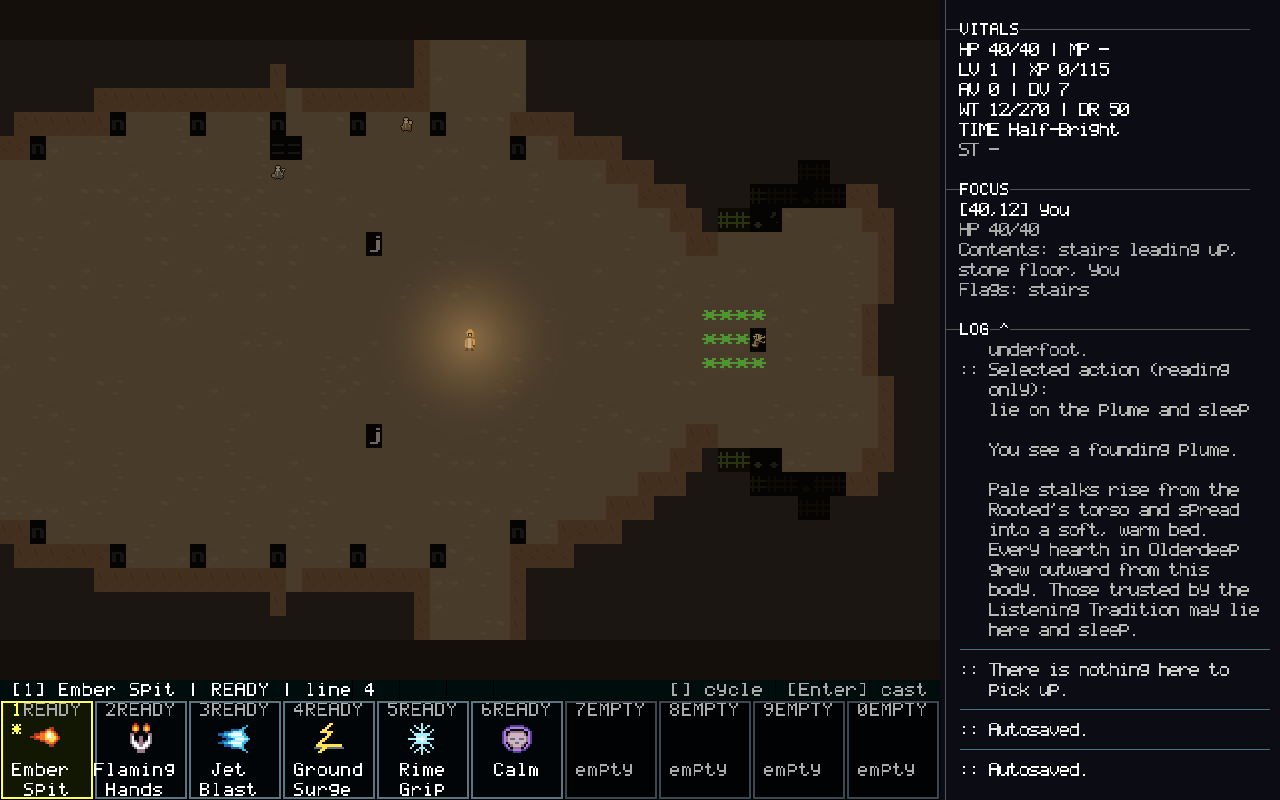 VITALS
HP 40/40 | MP -
LV 1 | XP 0/115
AV 0 | DV 7
WT 12/270 | DR 50
TIME Half-Bright
ST -
FOCUS
[40,12] You
HP 40/40
Contents: stairs leading up,
stone floor, you
Flags: stairs
LOG ^
underfoot.
:: Selected action (reading
only):
lie on the Plume and sleep
You see a founding Plume.
Pale stalks rise from the
Rooted's torso and spread
into a soft, warm bed.
Every hearth in Olderdeep
grew outward from this
body. Those trusted by the
Listening Tradition may lie
here and sleep.
:: There is nothing here to
Pick up.
:: Autosaved.
:: Autosaved.
n n n n n
n n
j
j
n n
n n n n n
[1] Ember Spit | READY | line 4 [] cycle [Enter] cast
1READY 2READY 3READY 4READY 5READY 6READY 7EMPTY 8EMPTY 9EMPTY 0EMPTY
*
Ember Flaming Jet Ground Rime Calm empty empty empty empty
Spit Hands Blast Surge Grip